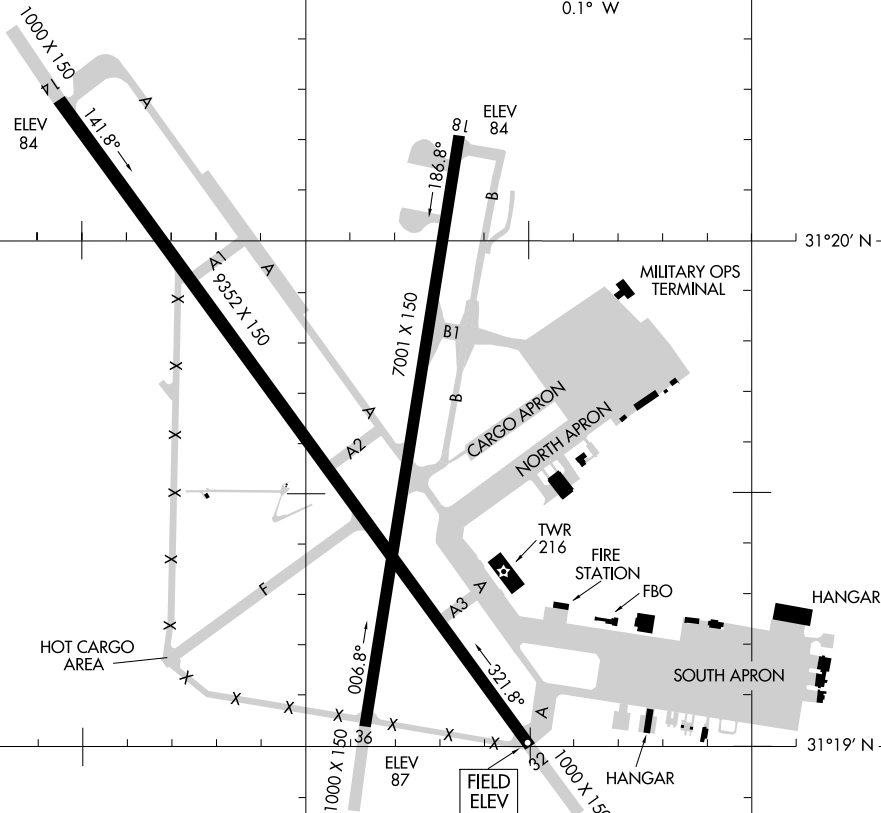 0.1° W
1000 X 150
14
ELEV
84
141.8°
A
18
ELEV
84
186.8°
B
31°20' N
A1
A
9352 X 150
MILITARY OPS
TERMINAL
X
7001 X 150
B1
X
B
A
CARGO APRON
NORTH APRON
X
A2
X
TWR
216
FIRE
STATION
X
F
A
FBO
A3
HANGAR
X
HOT CARGO
AREA
006.8°
321.8°
SOUTH APRON
X
X
X
X
X
X
X
A
36
32
31°19' N
1000 X 150
ELEV
87
FIELD
ELEV
1000 X 150
HANGAR